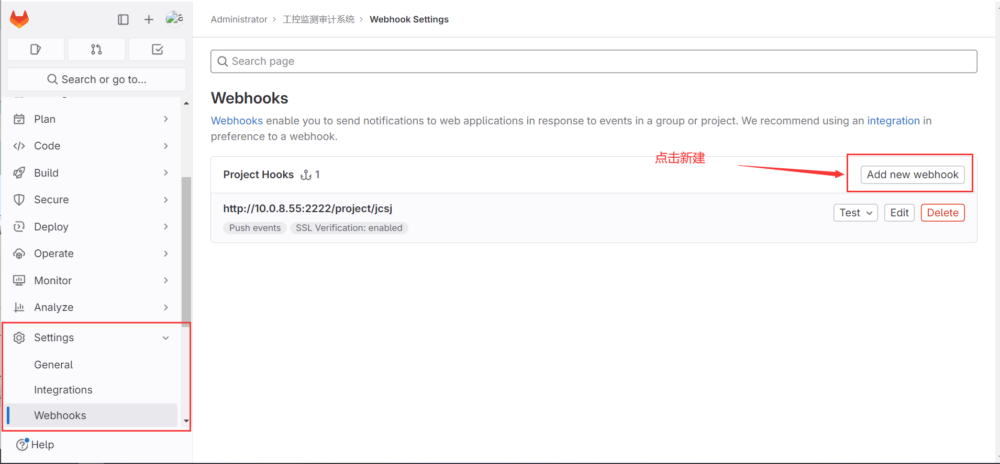 a
Search or go to...
Plan
Code
Build
Secure
Deploy
Operate
Monitor
Analyze
Settings
General
Integrations
Webhooks
Help
Administrator > 工控监测审计系统 > Webhook Settings
Search page
Webhooks
Webhooks enable you to send notifications to web applications in response to events in a group or project. We recommend using an integration in
preference to a webhook.
点击新建
Project Hooks 1
Add new webhook
http://10.0.8.55:2222/project/jcsj
Test Edit Delete
Push events SSL Verification: enabled